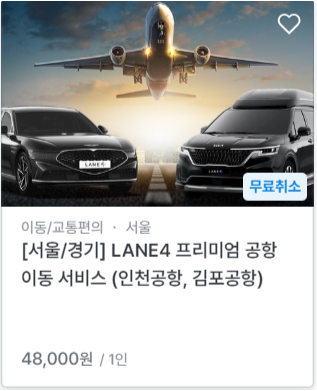 LANE4
무료취소
이동/교통편의 · 서울
[서울/경기] LANE4 프리미엄 공항
이동 서비스 (인천공항, 김포공항)
48,000원 / 1인